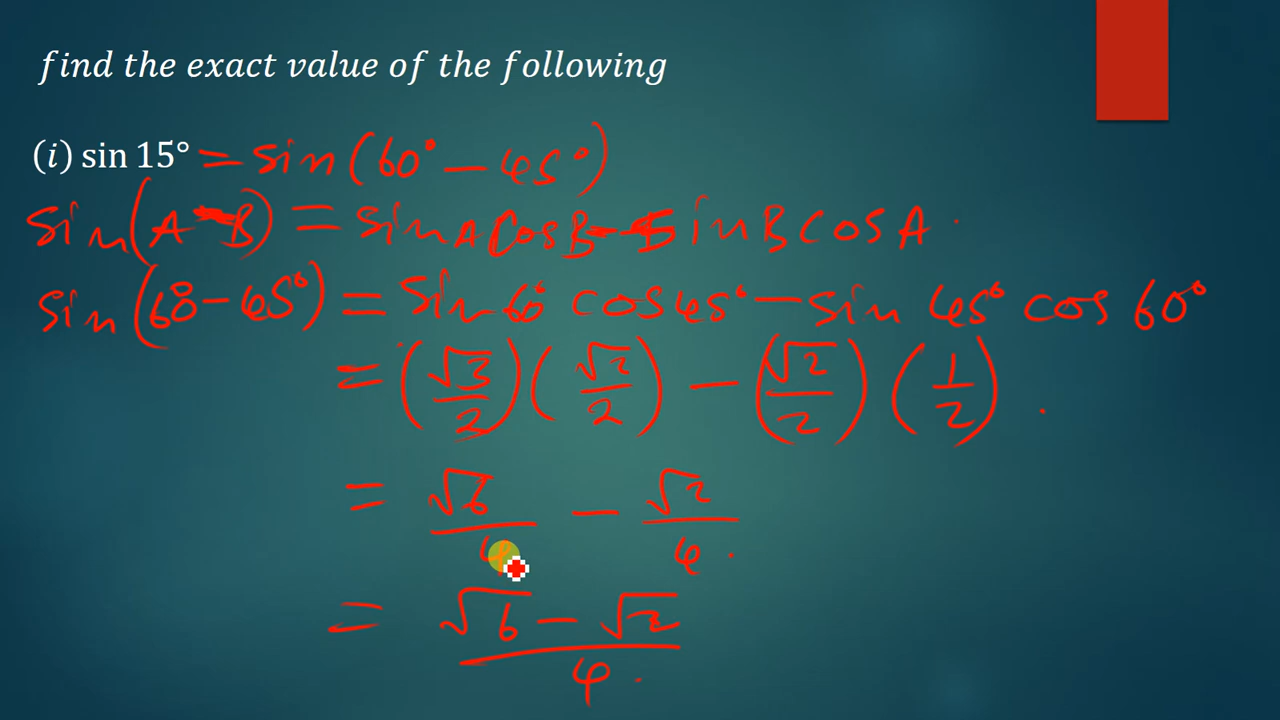 find the exact value of the following
(i) sin 15° = sin(60° − 45°)
sin(A − B) = sinA CosB − sinB cosA.
sin(60° − 45°) = sin 60° cos45° − sin 45° cos 60°
= (√3/2)(√2/2) − (√2/2)(1/2).
= √6/4 − √2/4.
= (√6 − √2)/4.